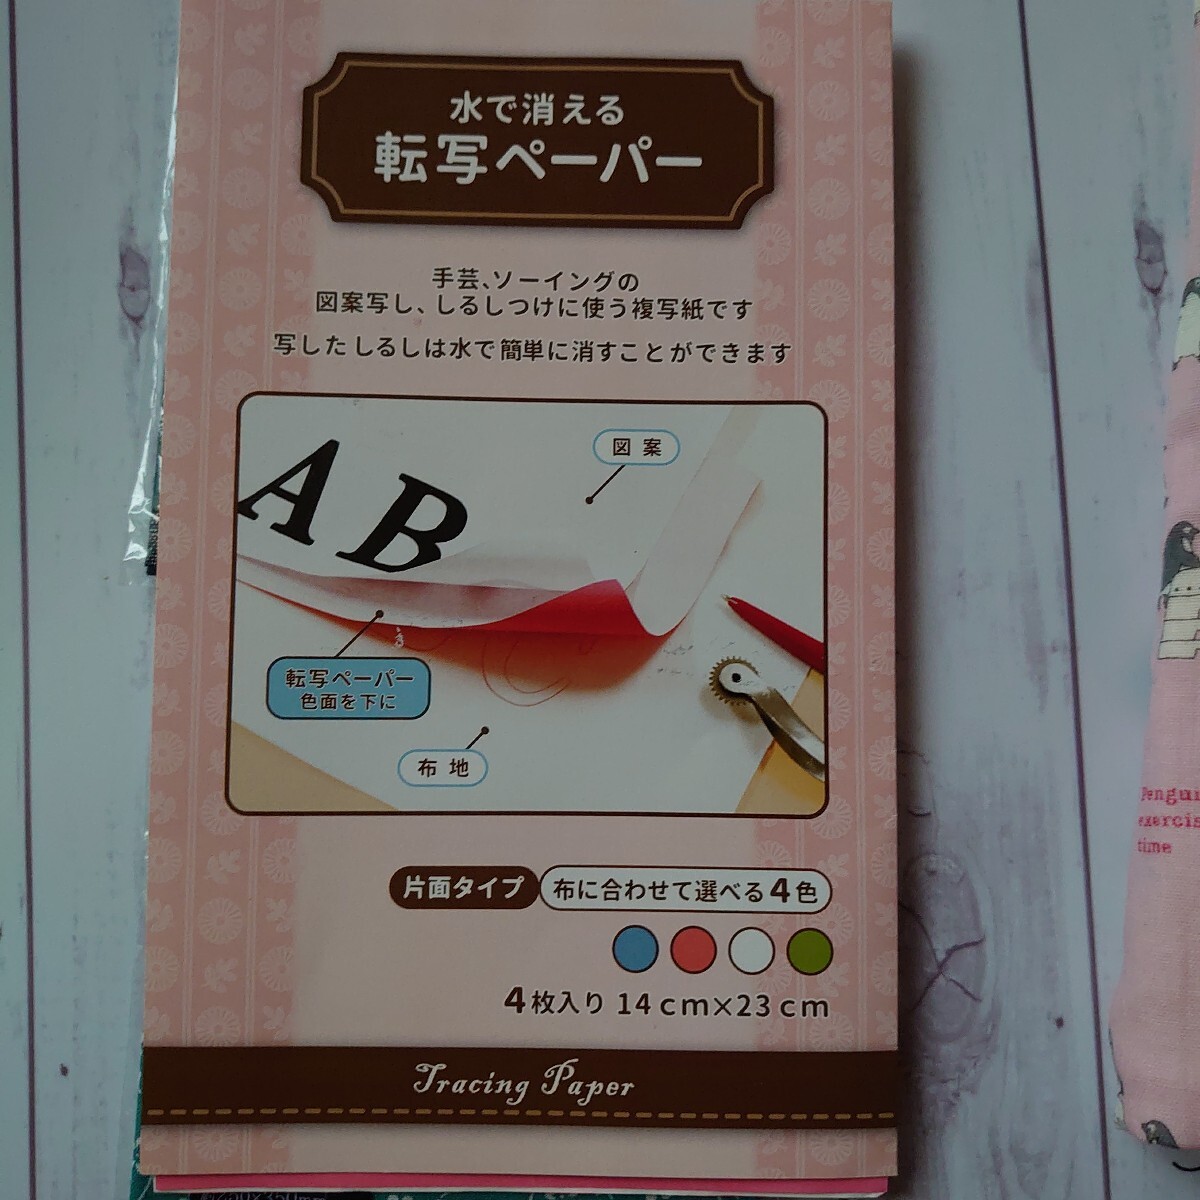 水で消える
転写ペーパー
手芸、ソーイングの
図案写し、しるしつけに使う複写紙です
写したしるしは水で簡単に消すことができます
図案
AB
転写ペーパー
色面を下に
布地
片面タイプ 布に合わせて選べる4色
4枚入り 14cm×23cm
Tracing Paper
Pengui
exercis
time